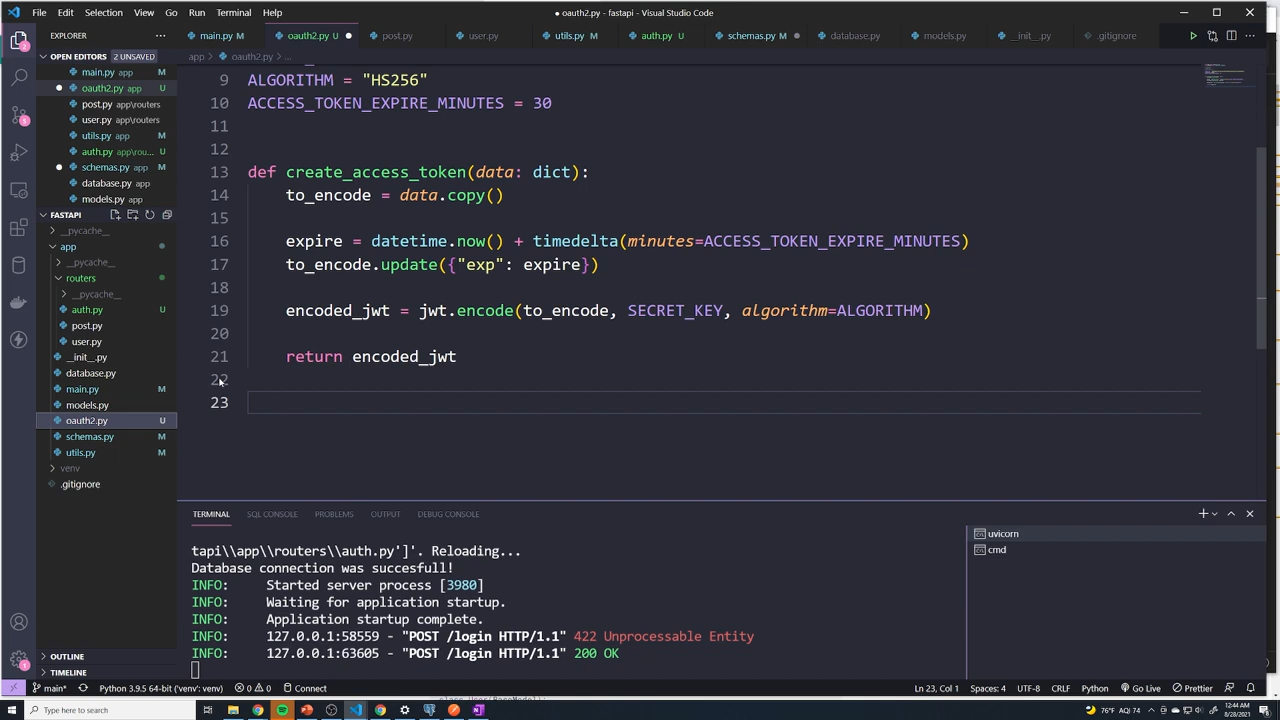 File Edit Selection View Go Run Terminal Help
● oauth2.py - fastapi - Visual Studio Code
EXPLORER
main.py M oauth2.py U post.py user.py utils.py M auth.py U schemas.py M database.py models.py __init__.py .gitignore
OPEN EDITORS 2 UNSAVED
app > oauth2.py > ...
main.py app M
oauth2.py app U
post.py app\routers
user.py app\routers
utils.py app M
auth.py app\rou... U
schemas.py app M
database.py app
models.py app
FASTAPI
__pycache__
app
__pycache__
routers
__pycache__
auth.py U
post.py
user.py
__init__.py
database.py
main.py M
models.py
oauth2.py U
schemas.py M
utils.py M
venv
.gitignore
OUTLINE
TIMELINE
9 ALGORITHM = "HS256"
10 ACCESS_TOKEN_EXPIRE_MINUTES = 30
11
12
13 def create_access_token(data: dict):
14 to_encode = data.copy()
15
16 expire = datetime.now() + timedelta(minutes=ACCESS_TOKEN_EXPIRE_MINUTES)
17 to_encode.update({"exp": expire})
18
19 encoded_jwt = jwt.encode(to_encode, SECRET_KEY, algorithm=ALGORITHM)
20
21 return encoded_jwt
22
23
TERMINAL SQL CONSOLE PROBLEMS OUTPUT DEBUG CONSOLE
tapi\\app\\routers\\auth.py']'. Reloading...
Database connection was succesfull!
INFO: Started server process [3980]
INFO: Waiting for application startup.
INFO: Application startup complete.
INFO: 127.0.0.1:58559 - "POST /login HTTP/1.1" 422 Unprocessable Entity
INFO: 127.0.0.1:63605 - "POST /login HTTP/1.1" 200 OK
uvicorn
cmd
main* Python 3.9.5 64-bit ('venv': venv) 0 0 Connect
Ln 23, Col 1 Spaces: 4 UTF-8 CRLF Python Go Live Prettier
Type here to search
76°F AQI 74
12:44 AM
8/28/2021